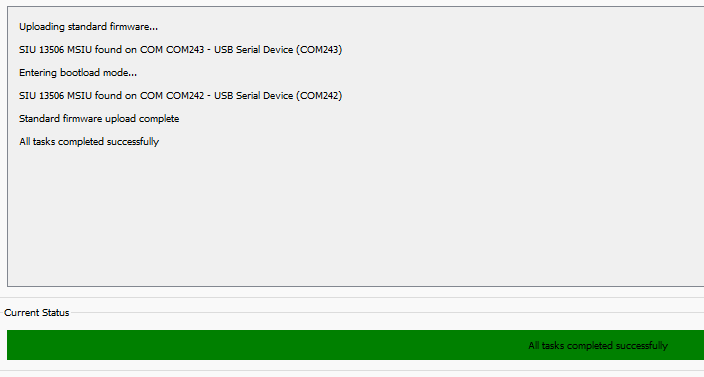 Uploading standard firmware...
SIU 13506 MSIU found on COM COM243 - USB Serial Device (COM243)
Entering bootload mode...
SIU 13506 MSIU found on COM COM242 - USB Serial Device (COM242)
Standard firmware upload complete
All tasks completed successfully
Current Status
All tasks completed successfully